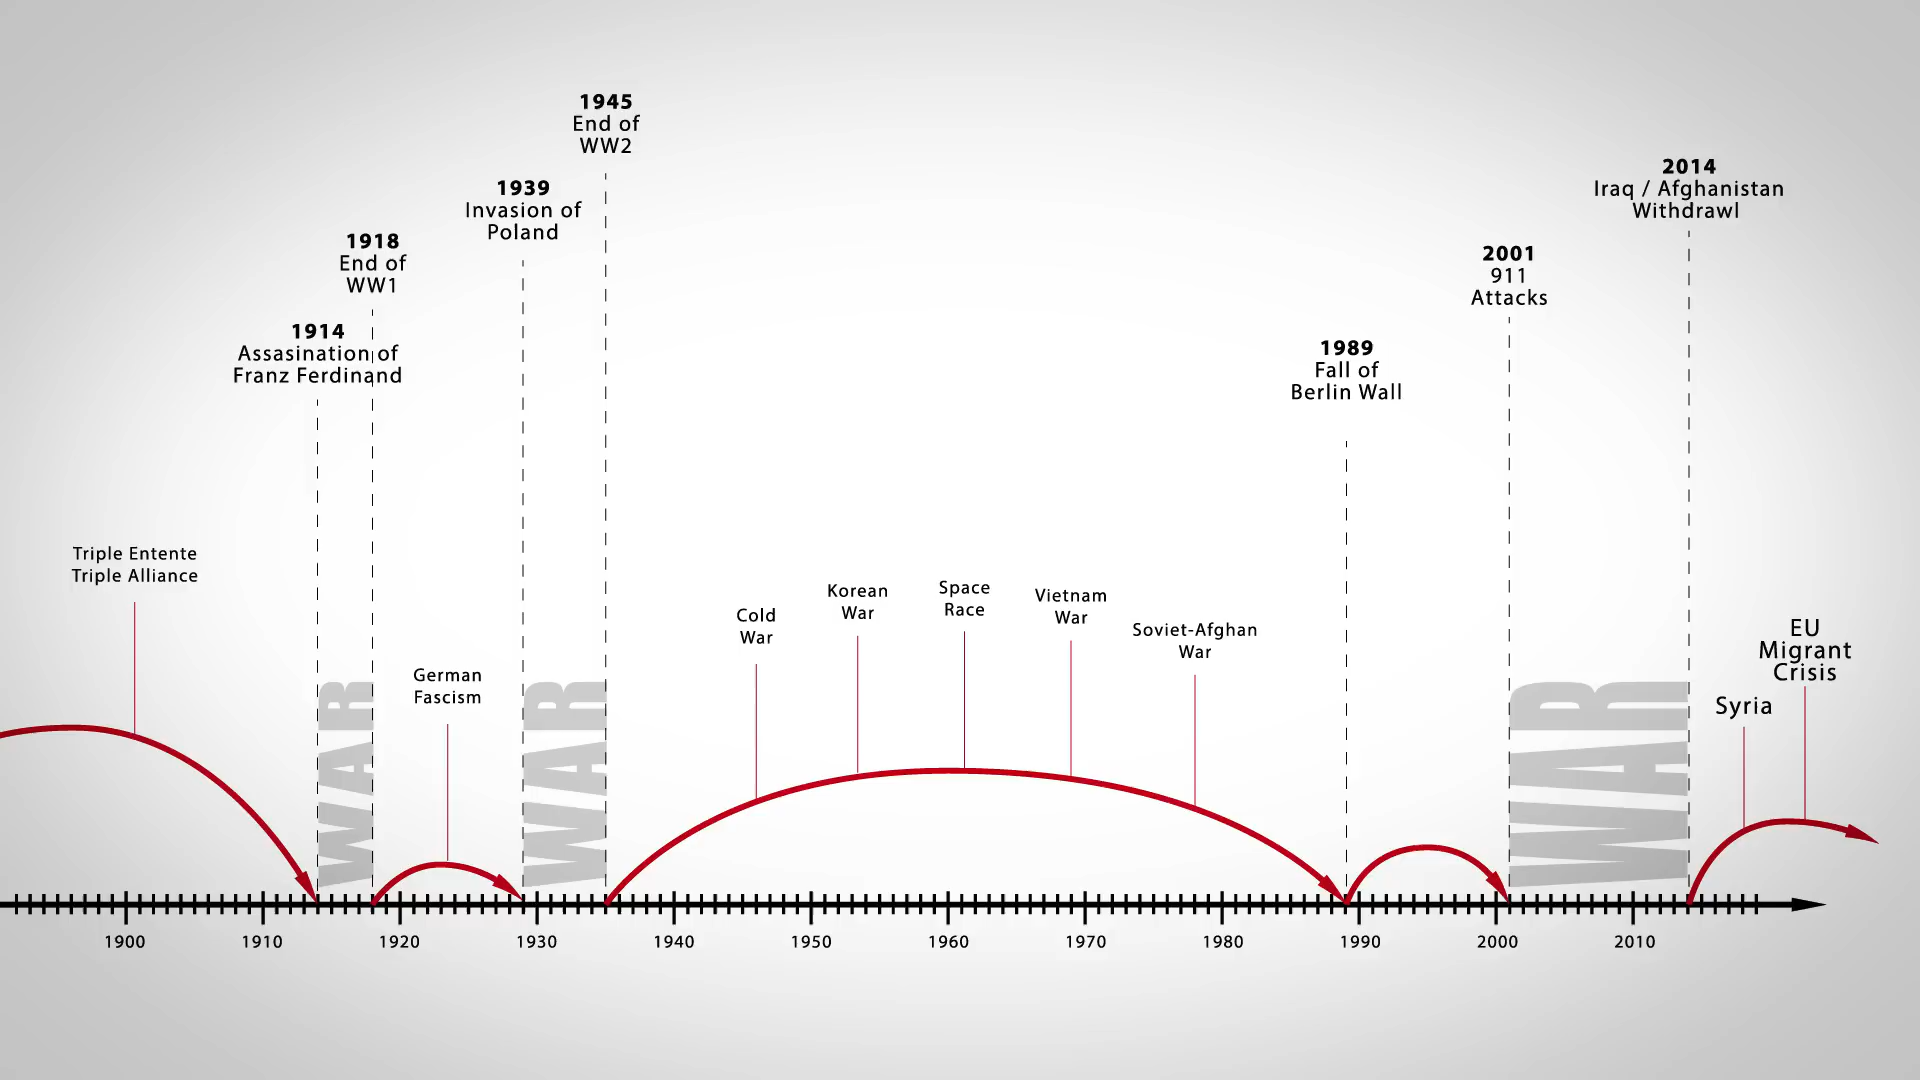 1945
End of
WW2
2014
Iraq / Afghanistan
Withdrawl
1939
Invasion of
Poland
1918
End of
WW1
2001
911
Attacks
1914
Assasination of
Franz Ferdinand
1989
Fall of
Berlin Wall
Triple Entente
Triple Alliance
German
Fascism
Cold
War
Korean
War
Space
Race
Vietnam
War
Soviet-Afghan
War
Syria
EU
Migrant
Crisis
WAR
WAR
WAR
1900
1910
1920
1930
1940
1950
1960
1970
1980
1990
2000
2010